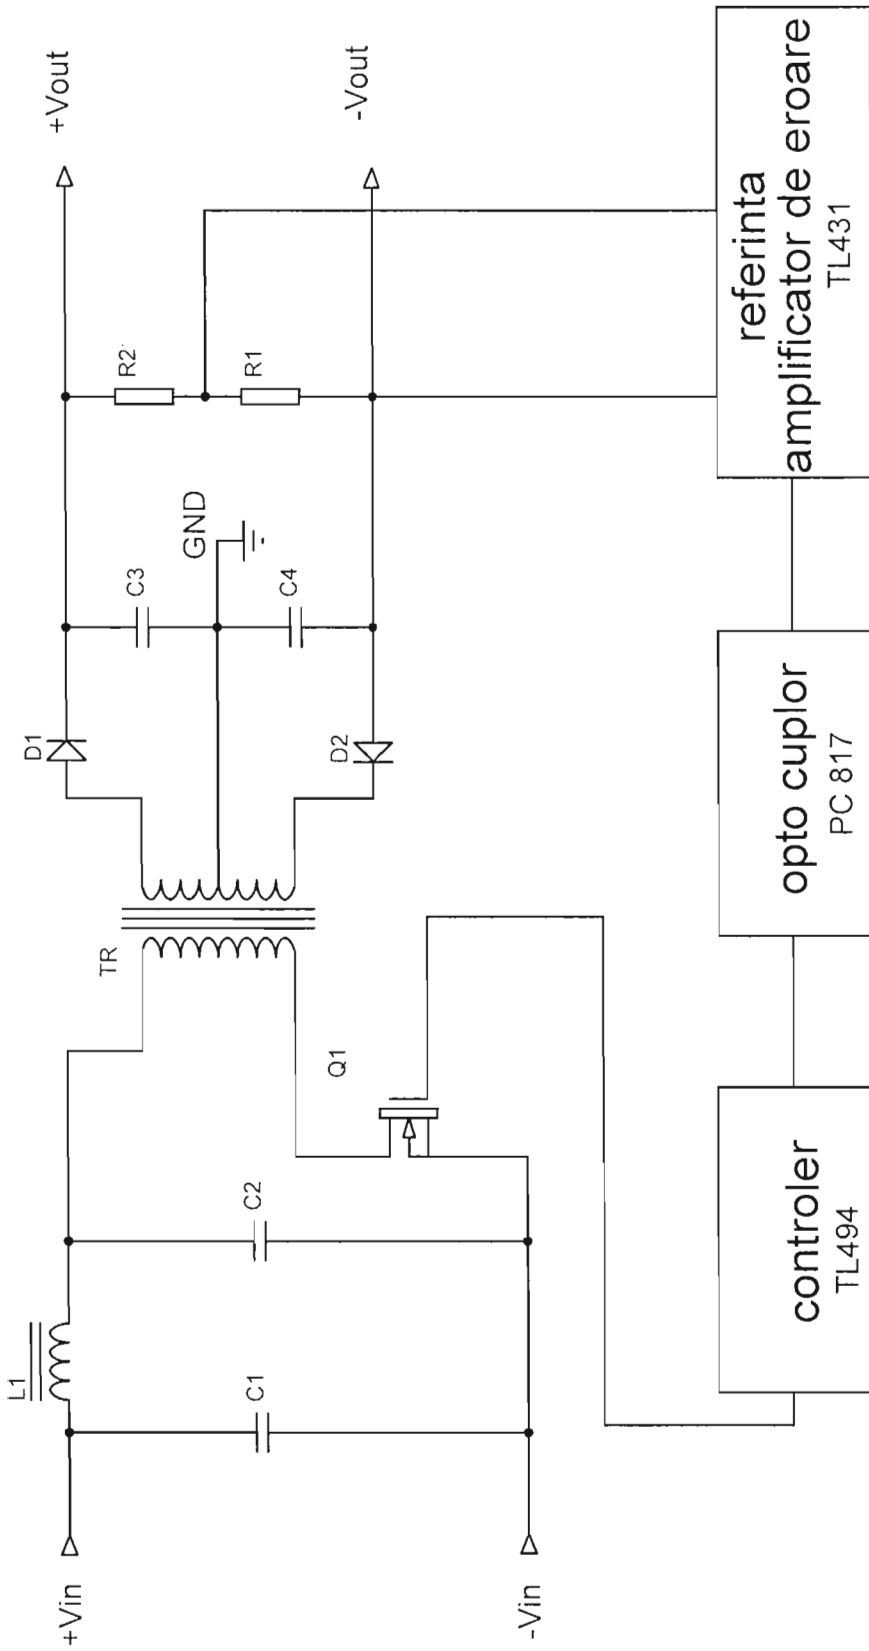 +Vin
-Vin
L1
C1
C2
Q1
TR
D1
D2
C3
C4
GND
R2
R1
+Vout
-Vout
controler
TL494
opto cuplor
PC 817
referinta
amplificator de eroare
TL431